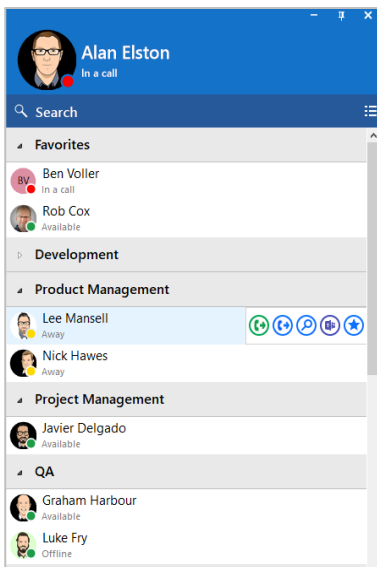 Alan Elston
In a call
Search
Favorites
BV
Ben Voller
In a call
Rob Cox
Available
Development
Product Management
Lee Mansell
Away
Nick Hawes
Away
Project Management
Javier Delgado
Available
QA
Graham Harbour
Available
Luke Fry
Offline